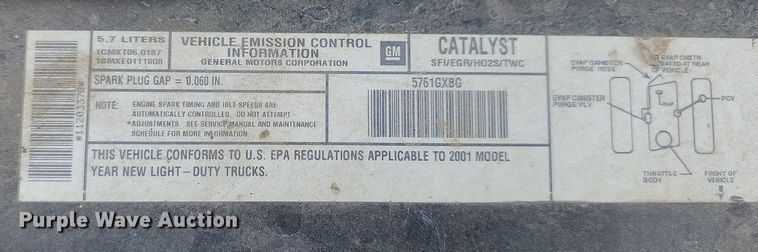 5.7 LITERS
1GMXT06.0187
1GMXE0111908
VEHICLE EMISSION CONTROL
INFORMATION
GENERAL MOTORS CORPORATION
GM
CATALYST
SFI/EGR/HO2S/TWC
SPARK PLUG GAP = 0.060 IN.
5761GXBG
NOTE:
ENGINE SPARK TIMING AND IDLE SPEEDS ARE
AUTOMATICALLY CONTROLLED. DO NOT ATTEMPT
ADJUSTMENTS. SEE SERVICE MANUAL AND MAINTENANCE
SCHEDULE FOR MORE INFORMATION.
THIS VEHICLE CONFORMS TO U.S. EPA REGULATIONS APPLICABLE TO 2001 MODEL
YEAR NEW LIGHT-DUTY TRUCKS.
EVAP CANISTER
PURGE HOSE
EVAP CNSTR
LOCATED AT REAR
OF VEHICLE
EVAP CANISTER
PURGE VLV
MAP
PCV
THROTTLE
BODY
FRONT OF
VEHICLE
Purple Wave Auction